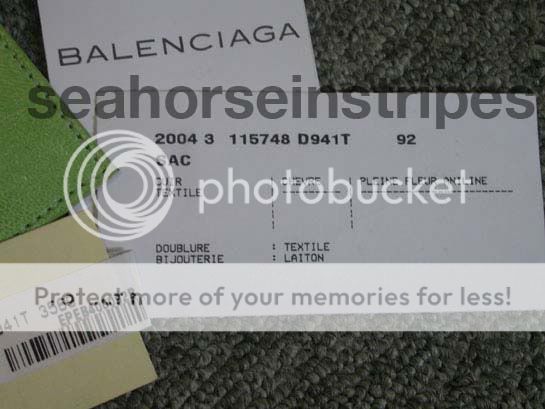 BALENCIAGA
seahorseinstripes
2004 3 115748 D941T 92
SAC
CUIR : CHEVRE : PLEINE FLEUR ANILINE
TEXTILE
photobucket
DOUBLURE : TEXTILE
BIJOUTERIE : LAITON
Protect more of your memories for less!